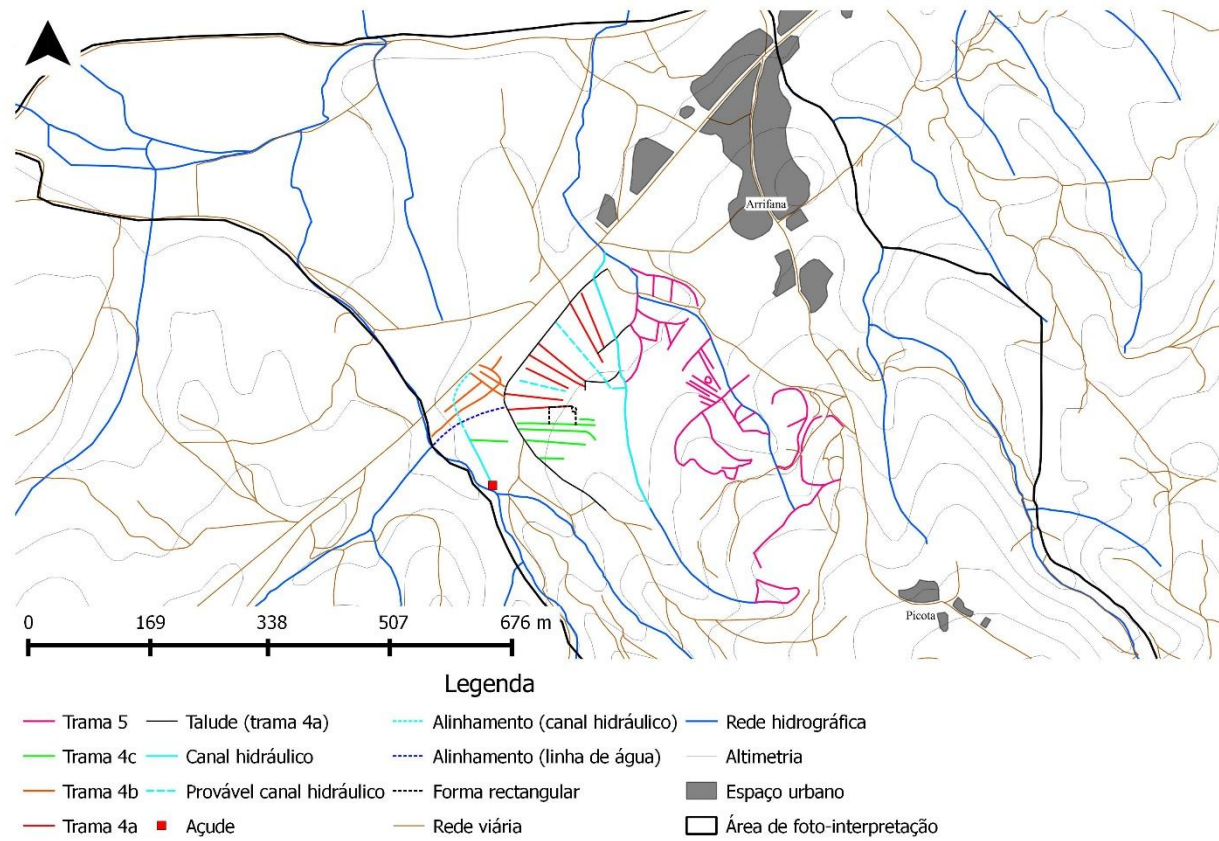 Arrifana
Picota
0 169 338 507 676 m
Legenda
Trama 5 Talude (trama 4a) Alinhamento (canal hidráulico) Rede hidrográfica
Trama 4c Canal hidráulico Alinhamento (linha de água) Altimetria
Trama 4b Provável canal hidráulico Forma rectangular Espaço urbano
Trama 4a Açude Rede viária Área de foto-interpretação